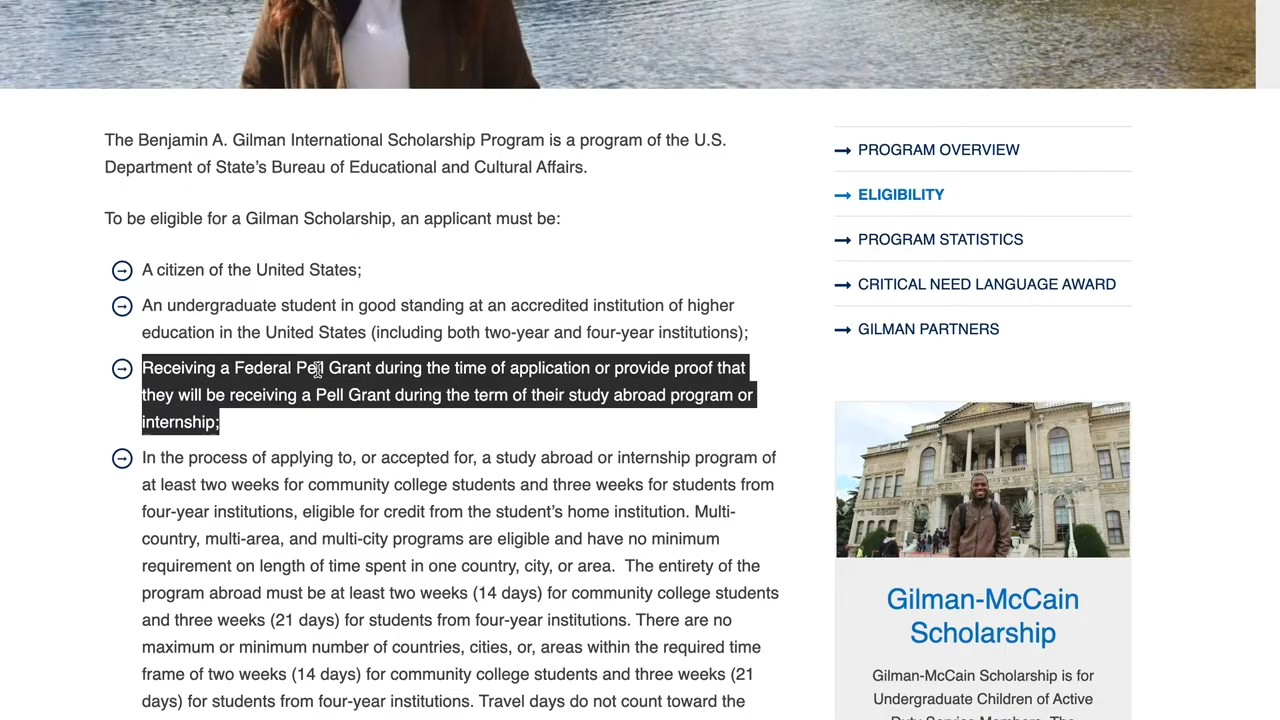 The Benjamin A. Gilman International Scholarship Program is a program of the U.S.
Department of State’s Bureau of Educational and Cultural Affairs.
To be eligible for a Gilman Scholarship, an applicant must be:
A citizen of the United States;
An undergraduate student in good standing at an accredited institution of higher
education in the United States (including both two-year and four-year institutions);
Receiving a Federal Pell Grant during the time of application or provide proof that
they will be receiving a Pell Grant during the term of their study abroad program or
internship;
In the process of applying to, or accepted for, a study abroad or internship program of
at least two weeks for community college students and three weeks for students from
four-year institutions, eligible for credit from the student’s home institution. Multi-
country, multi-area, and multi-city programs are eligible and have no minimum
requirement on length of time spent in one country, city, or area.  The entirety of the
program abroad must be at least two weeks (14 days) for community college students
and three weeks (21 days) for students from four-year institutions. There are no
maximum or minimum number of countries, cities, or, areas within the required time
frame of two weeks (14 days) for community college students and three weeks (21
days) for students from four-year institutions. Travel days do not count toward the
PROGRAM OVERVIEW
ELIGIBILITY
PROGRAM STATISTICS
CRITICAL NEED LANGUAGE AWARD
GILMAN PARTNERS
Gilman-McCain
Scholarship
Gilman-McCain Scholarship is for
Undergraduate Children of Active
Duty Service Members. The